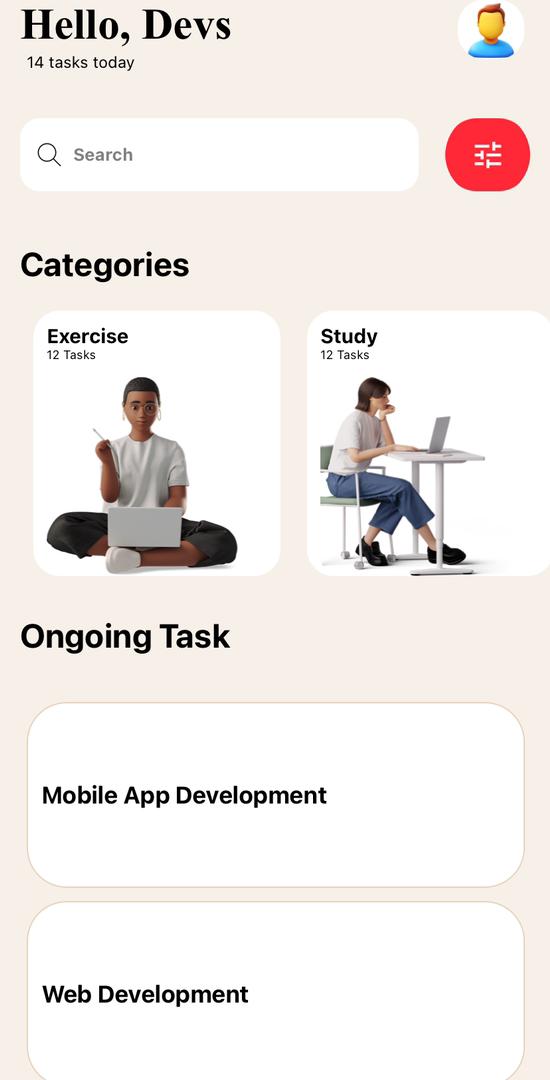 Hello, Devs
14 tasks today
Search
Categories
Exercise
12 Tasks
Study
12 Tasks
Ongoing Task
Mobile App Development
Web Development